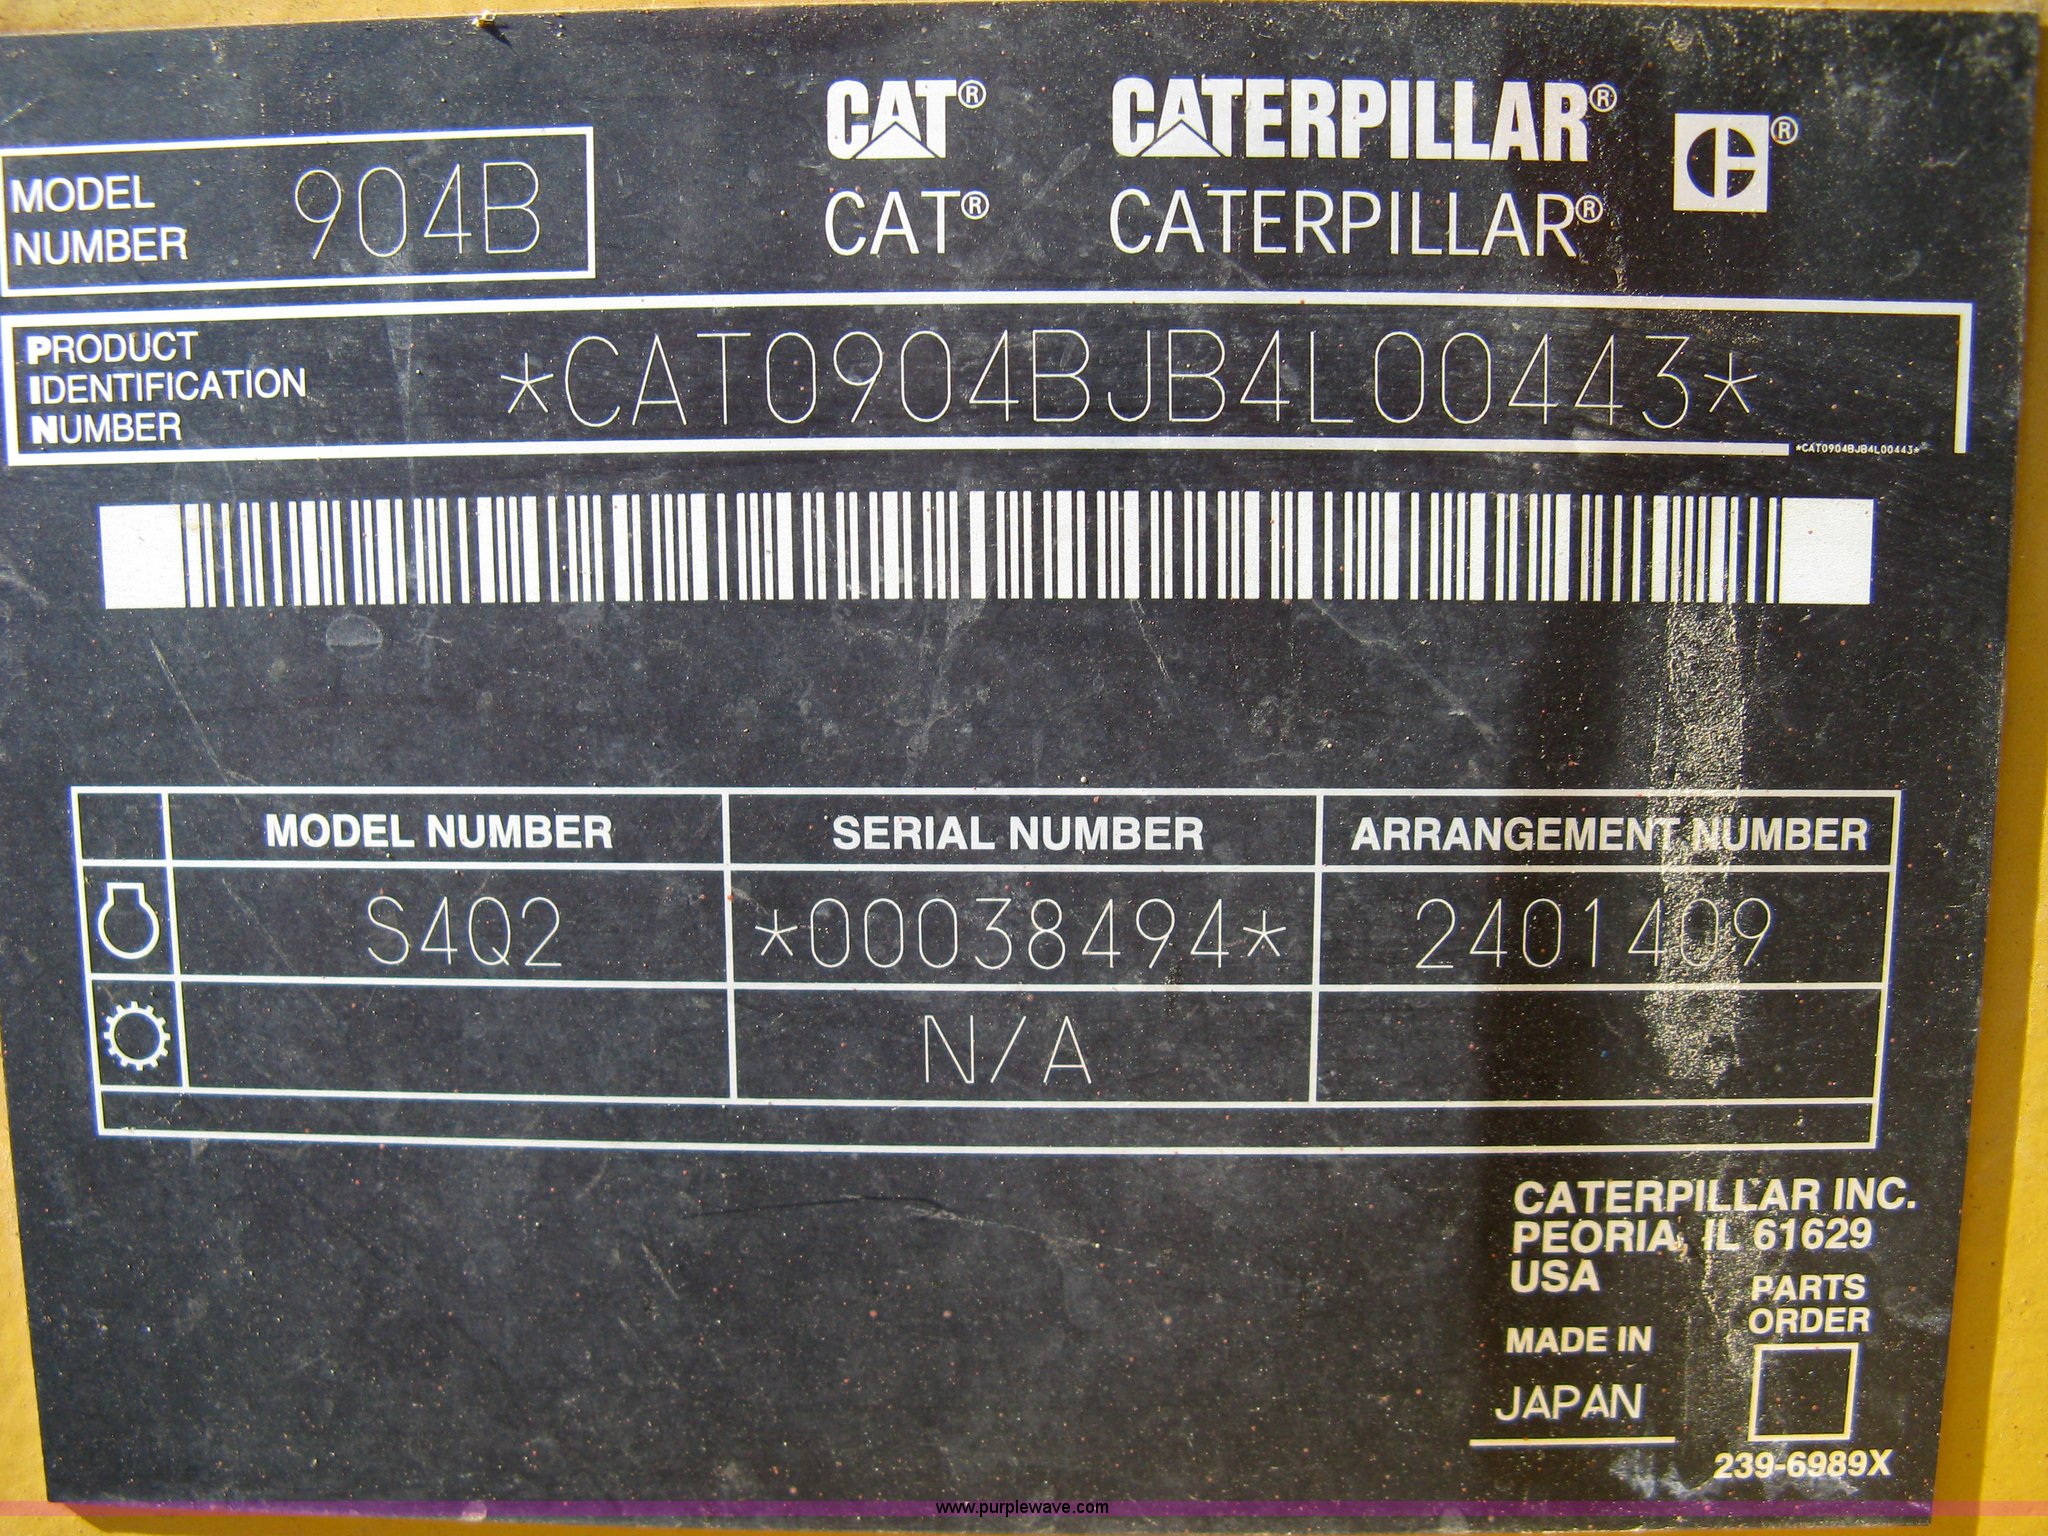 CAT® CATERPILLAR® ®
CAT® CATERPILLAR®
MODEL
NUMBER
904B
PRODUCT
IDENTIFICATION
NUMBER
*CAT0904BJB4L00443*
*CAT0904BJB4L00443*
MODEL NUMBER SERIAL NUMBER ARRANGEMENT NUMBER
S4Q2 *00038494* 2401409
N/A
CATERPILLAR INC.
PEORIA, IL 61629
USA
PARTS
ORDER
MADE IN
JAPAN
239-6989X
www.purplewave.com